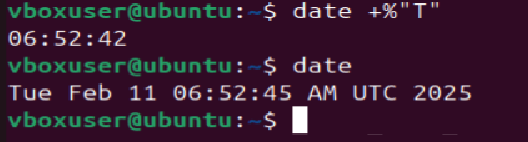 vboxuser@ubuntu:~$ date +%"T"
06:52:42
vboxuser@ubuntu:~$ date
Tue Feb 11 06:52:45 AM UTC 2025
vboxuser@ubuntu:~$